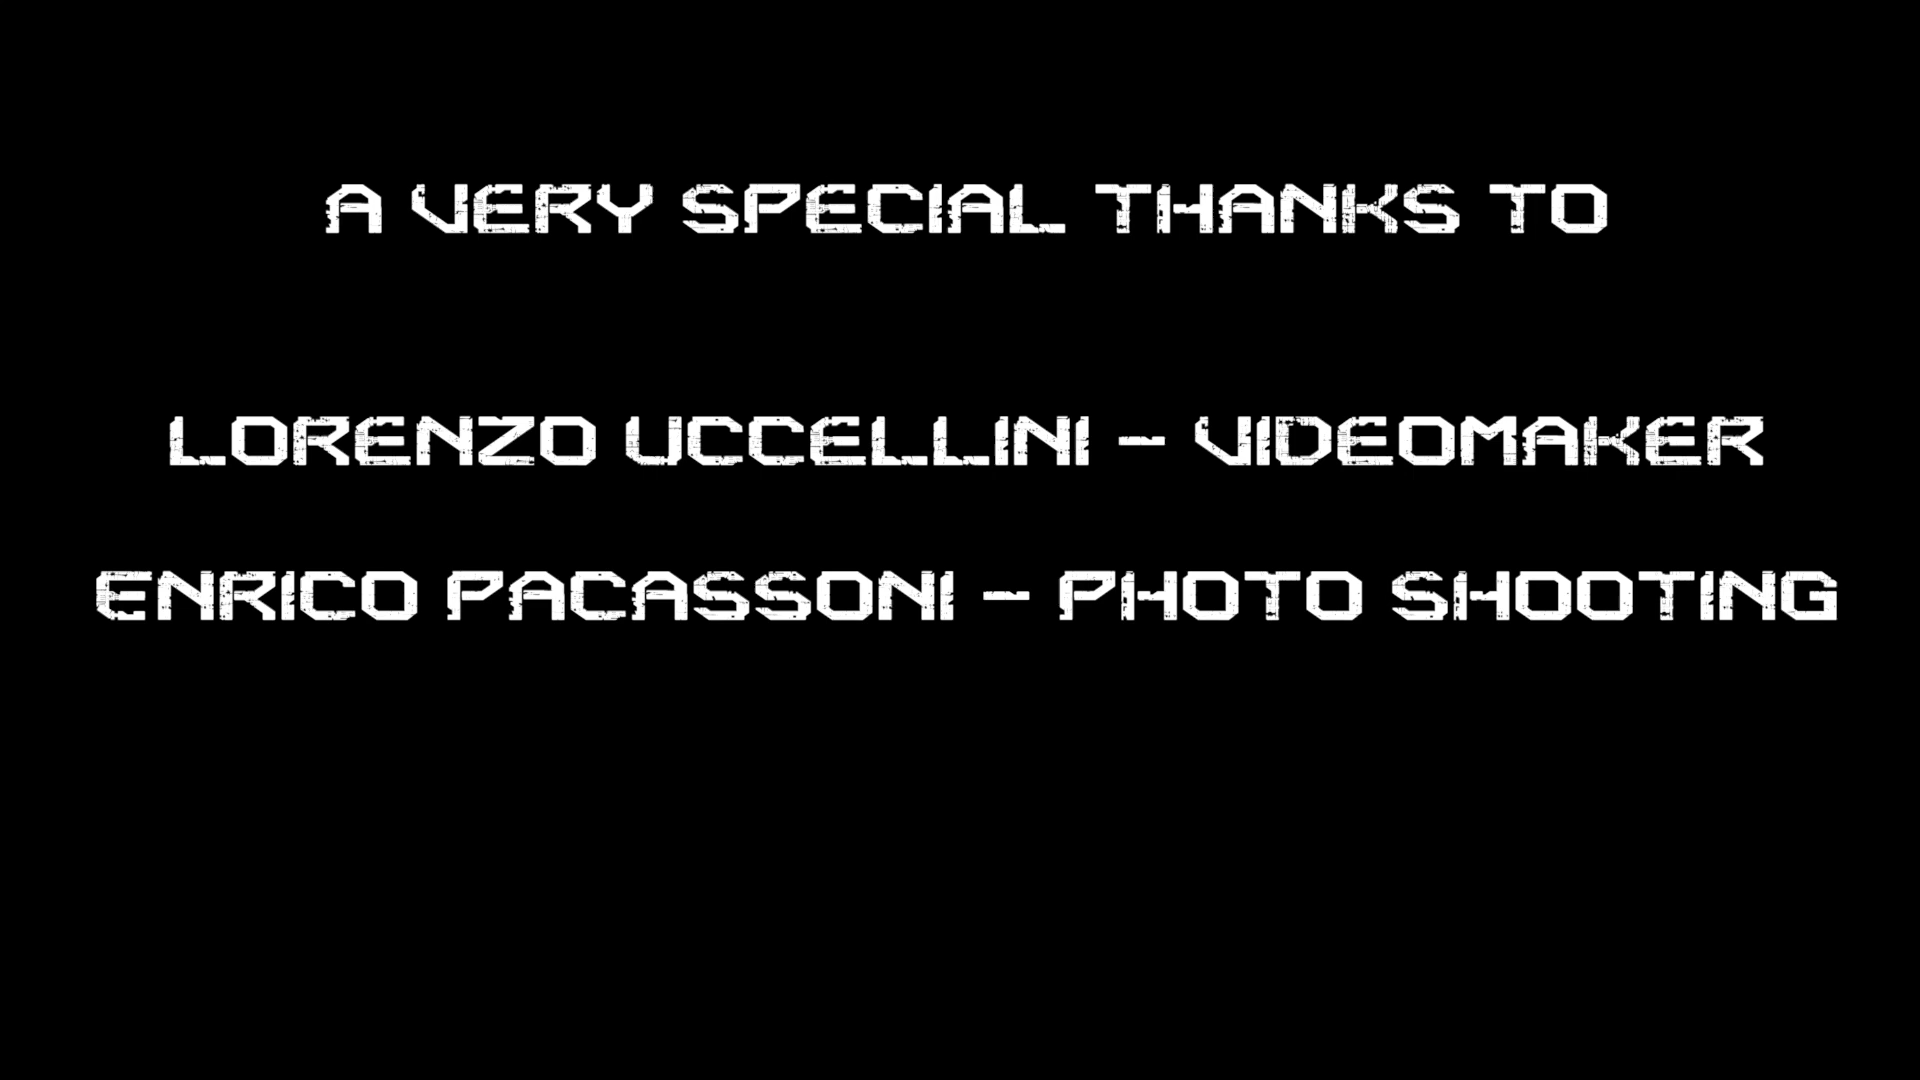 A VERY SPECIAL THANKS TO
LORENZO UCCELLINI - VIDEOMAKER
ENRICO PACASSONI - PHOTO SHOOTING